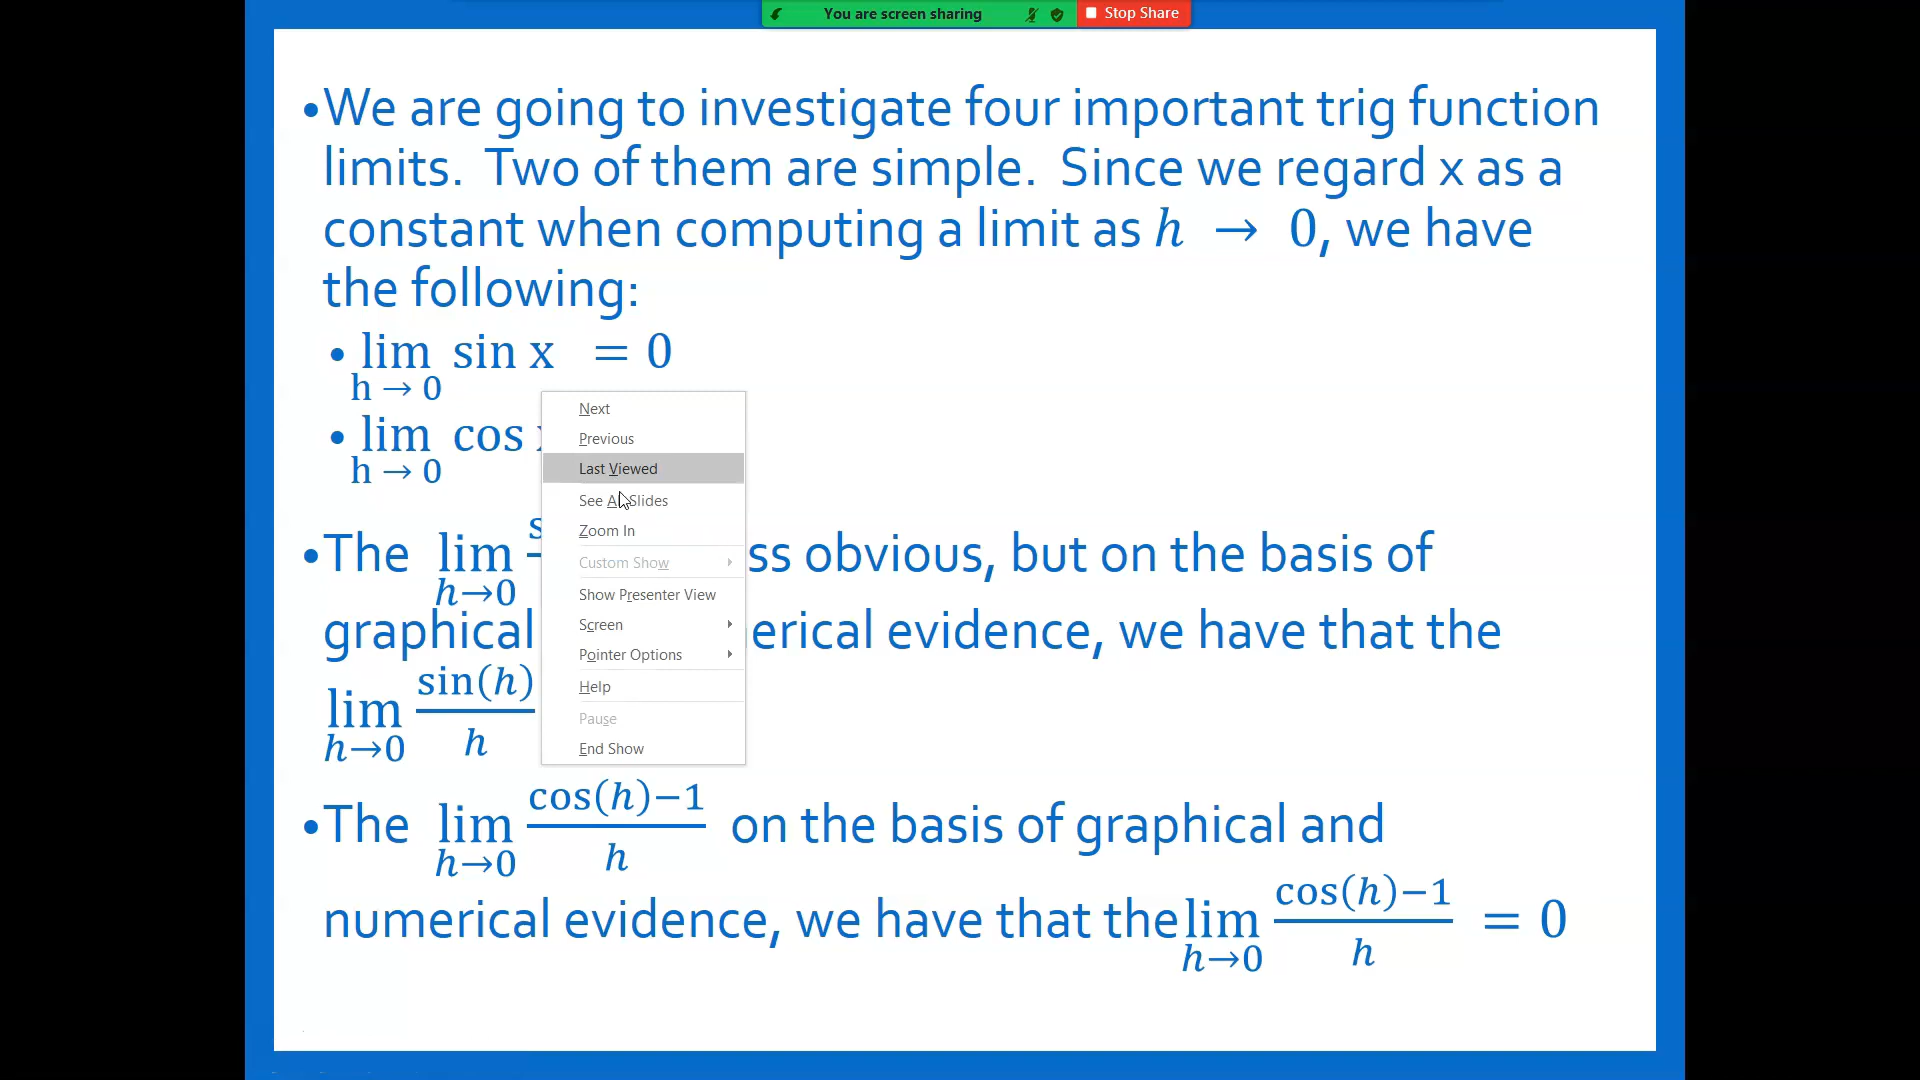 You are screen sharing Stop Share
•We are going to investigate four important trig function
limits. Two of them are simple. Since we regard x as a
constant when computing a limit as h → 0, we have
the following:
• lim sin x = 0
h → 0
• lim cos
h → 0
Next
Previous
Last Viewed
See All Slides
Zoom In
Custom Show
Show Presenter View
Screen
Pointer Options
Help
Pause
End Show
•The lim obvious, but on the basis of
h→0
graphical evidence, we have that the
lim sin(h)/h
h→0
•The lim cos(h)−1/h on the basis of graphical and
h→0
numerical evidence, we have that the lim cos(h)−1/h = 0
h→0